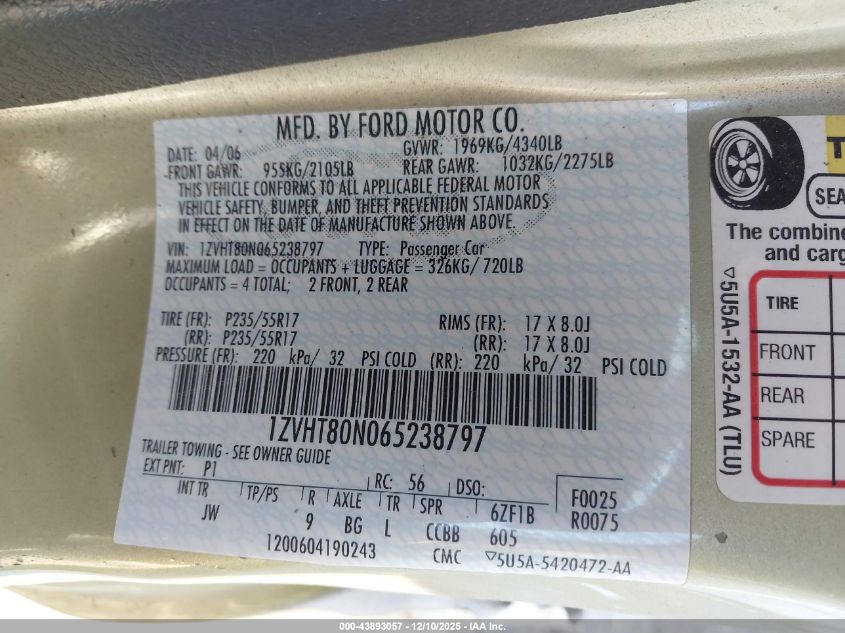 MFD. BY FORD MOTOR CO.
DATE: 04/06 GVWR: 1969KG/4340LB
FRONT GAWR: 955KG/2105LB REAR GAWR: 1032KG/2275LB
THIS VEHICLE CONFORMS TO ALL APPLICABLE FEDERAL MOTOR
VEHICLE SAFETY, BUMPER, AND THEFT PREVENTION STANDARDS
IN EFFECT ON THE DATE OF MANUFACTURE SHOWN ABOVE.
VIN: 1ZVHT80N065238797 TYPE: Passenger Car
MAXIMUM LOAD = OCCUPANTS + LUGGAGE = 326KG/ 720LB
OCCUPANTS = 4 TOTAL; 2 FRONT, 2 REAR
TIRE (FR): P235/55R17 RIMS (FR): 17 X 8.0J
(RR): P235/55R17 (RR): 17 X 8.0J
PRESSURE (FR): 220 kPa/ 32 PSI COLD (RR): 220 kPa/ 32 PSI COLD
1ZVHT80N065238797
TRAILER TOWING - SEE OWNER GUIDE
EXT PNT: P1 RC: 56 DSO: F0025
INT TR TP/PS R AXLE TR SPR 6ZF1B R0075
JW 9 BG L CCBB 605
1200604190243 CMC ▽5U5A-5420472-AA
SEA
The combine
and carg
TIRE
FRONT
REAR
SPARE
▽5U5A-1532-AA (TLU)
000-43893057 | 12/10/2025 | IAA Inc.